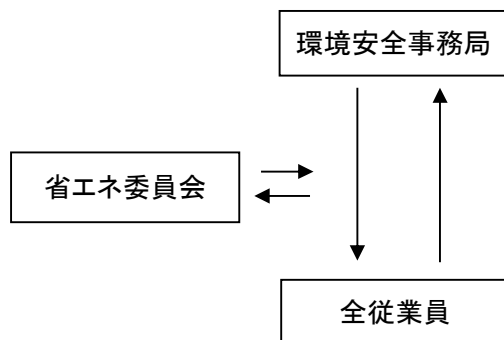 環境安全事務局
省エネ委員会
全従業員